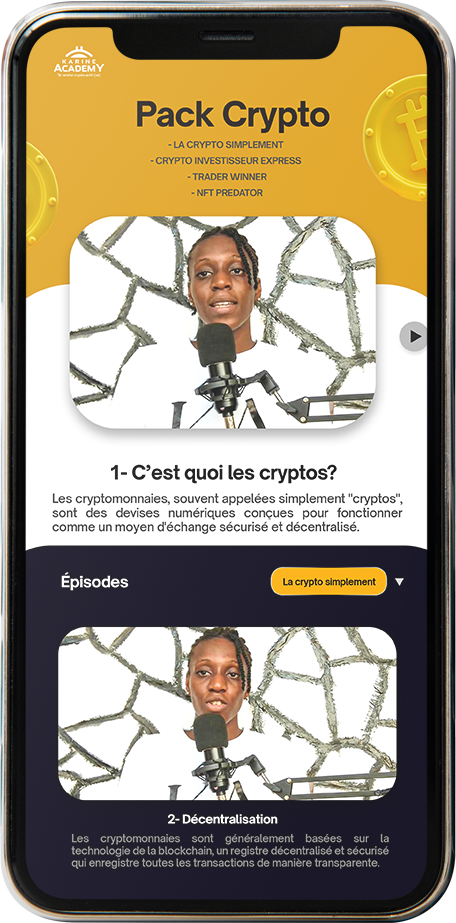 KARINE
ACADEMY
Pack Crypto
- LA CRYPTO SIMPLEMENT
- CRYPTO INVESTISSEUR EXPRESS
- TRADER WINNER
- NFT PREDATOR
1- C’est quoi les cryptos?
Les cryptomonnaies, souvent appelées simplement "cryptos",
sont des devises numériques conçues pour fonctionner
comme un moyen d'échange sécurisé et décentralisé.
Épisodes
La crypto simplement
2- Décentralisation
Les cryptomonnaies sont généralement basées sur la
technologie de la blockchain, un registre décentralisé et sécurisé
qui enregistre toutes les transactions de manière transparente.